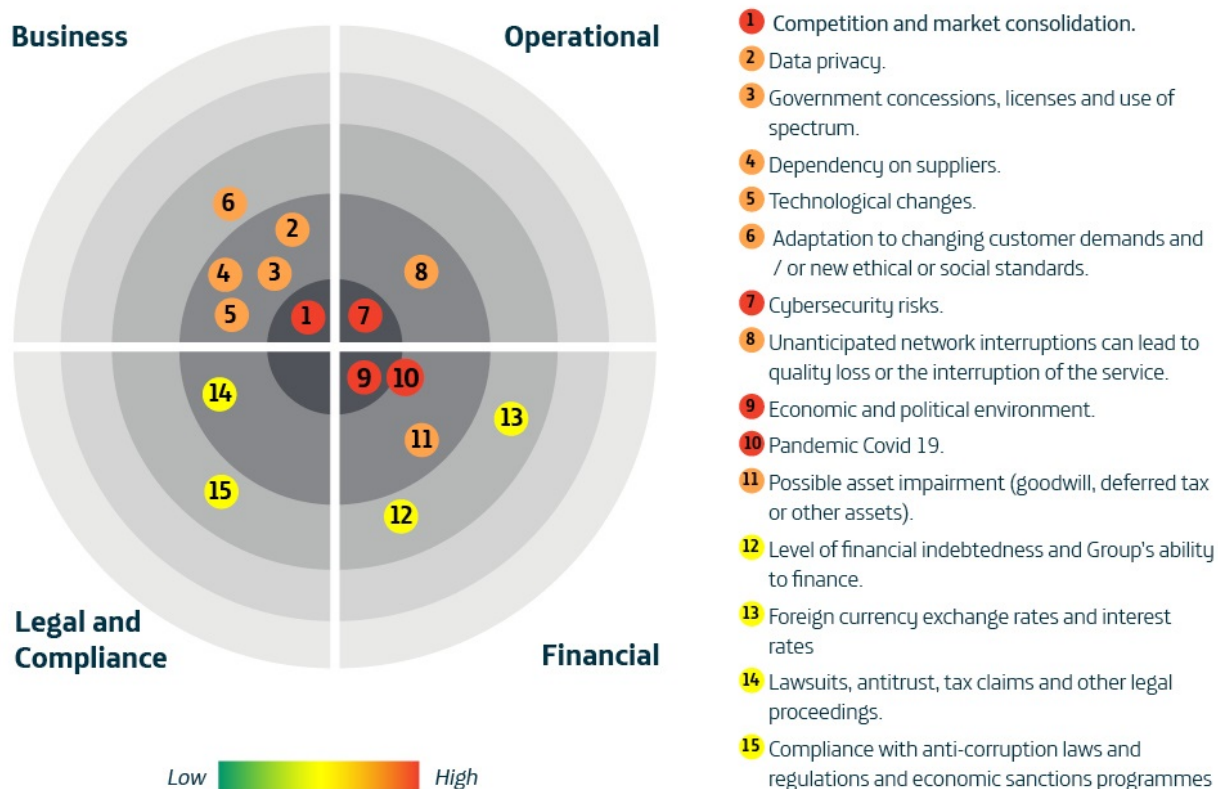 Business
Operational
6
2
4
3
8
5
1
7
9
10
14
13
11
15
12
Legal and
Compliance
Financial
Low
High
1 Competition and market consolidation.
2 Data privacy.
3 Government concessions, licenses and use of
spectrum.
4 Dependency on suppliers.
5 Technological changes.
6 Adaptation to changing customer demands and
/ or new ethical or social standards.
7 Cybersecurity risks.
8 Unanticipated network interruptions can lead to
quality loss or the interruption of the service.
9 Economic and political environment.
10 Pandemic Covid 19.
11 Possible asset impairment (goodwill, deferred tax
or other assets).
12 Level of financial indebtedness and Group's ability
to finance.
13 Foreign currency exchange rates and interest
rates
14 Lawsuits, antitrust, tax claims and other legal
proceedings.
15 Compliance with anti-corruption laws and
regulations and economic sanctions programmes